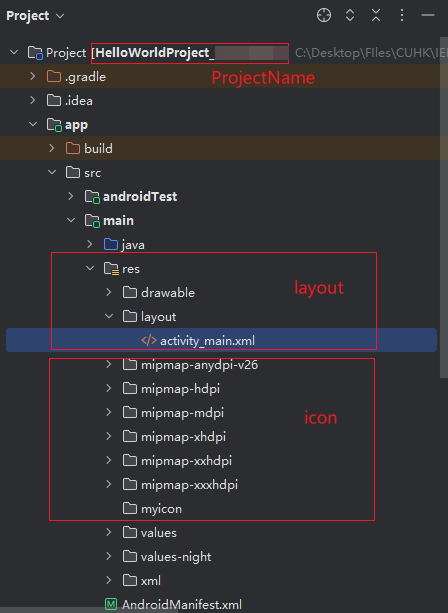 Project
Project [HelloWorldProject_ C:\Desktop\FIles\CUHK\IE
ProjectName
.gradle
.idea
app
build
src
androidTest
main
java
res
layout
drawable
layout
activity_main.xml
mipmap-anydpi-v26
mipmap-hdpi
mipmap-mdpi
icon
mipmap-xhdpi
mipmap-xxhdpi
mipmap-xxxhdpi
myicon
values
values-night
xml
AndroidManifest.xml